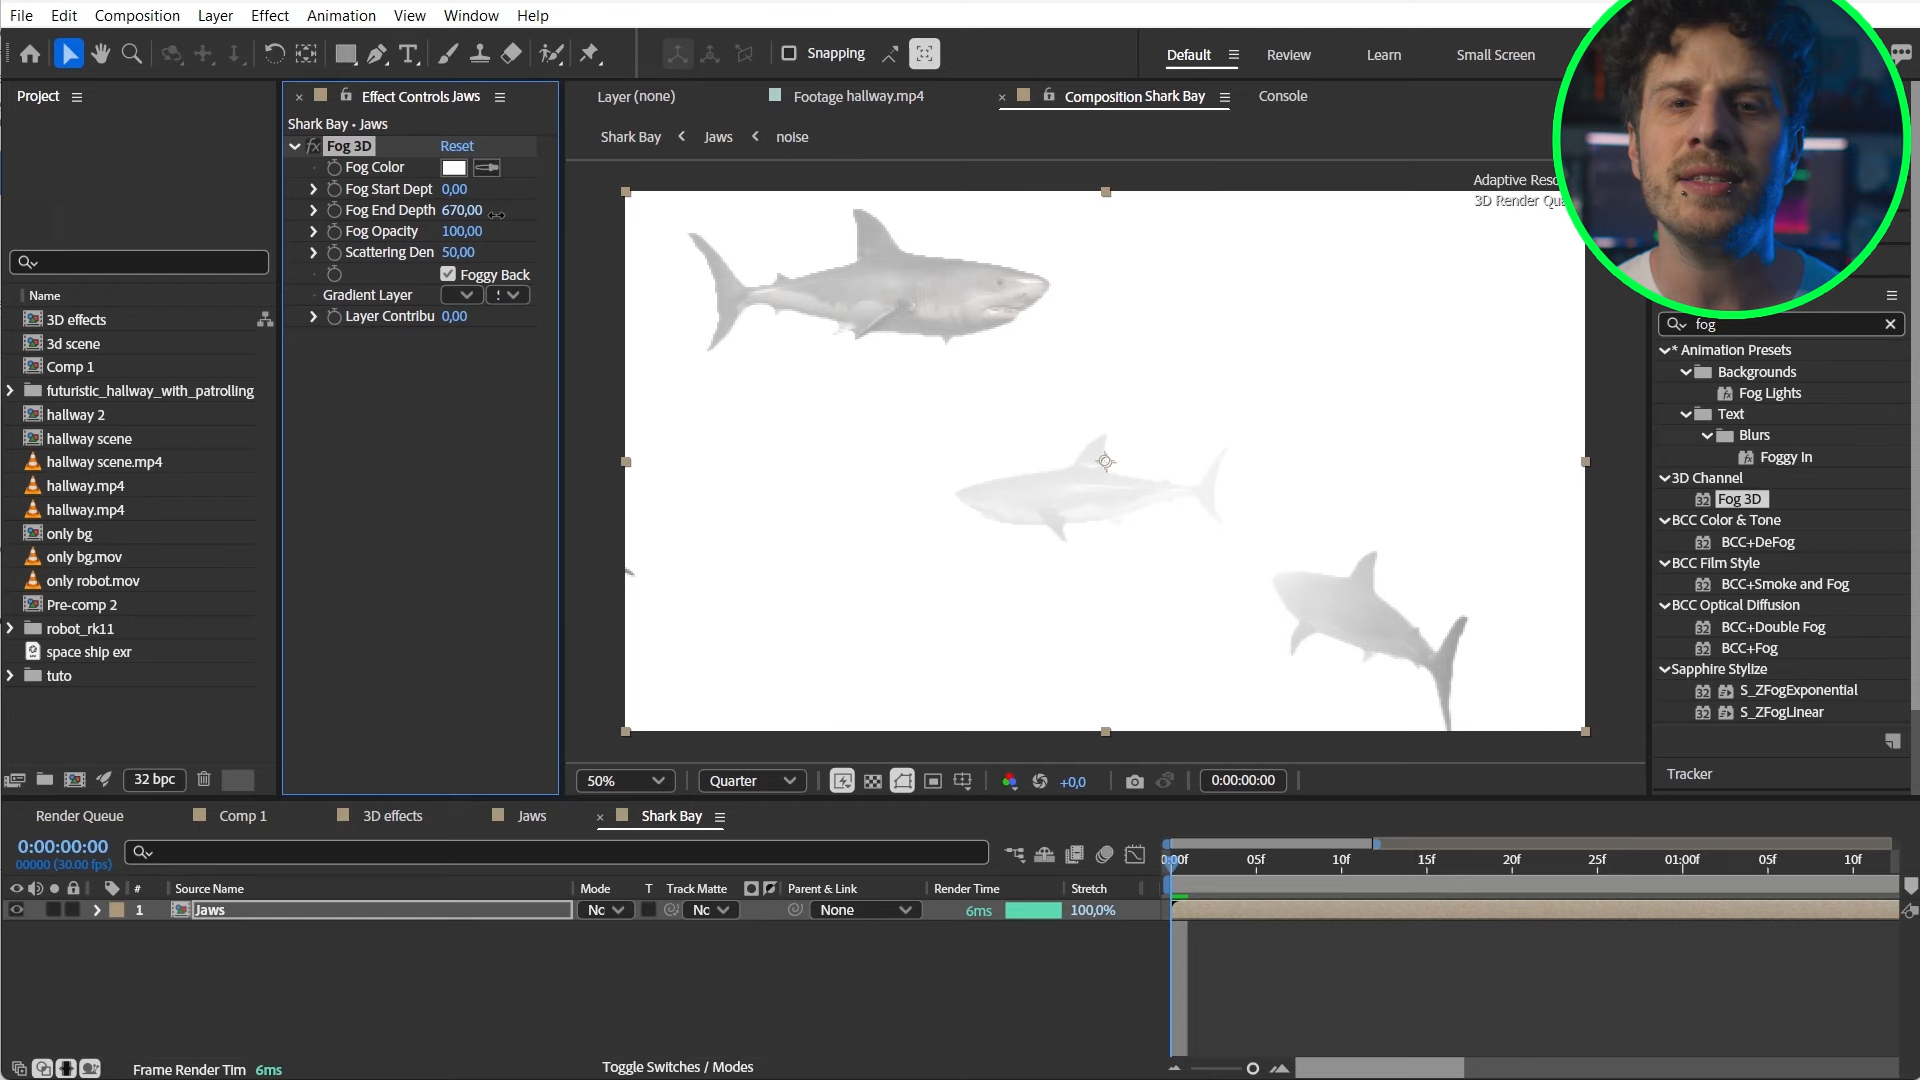 File Edit Composition Layer Effect Animation View Window Help
Snapping
Default Review Learn Small Screen
Project
Name
3D effects
3d scene
Comp 1
futuristic_hallway_with_patrolling
hallway 2
hallway scene
hallway scene.mp4
hallway.mp4
hallway.mp4
only bg
only bg.mov
only robot.mov
Pre-comp 2
robot_rk11
space ship exr
tuto
32 bpc
Effect Controls Jaws
Shark Bay • Jaws
fx Fog 3D Reset
Fog Color
Fog Start Dept 0,00
Fog End Depth 670,00
Fog Opacity 100,00
Scattering Den 50,00
Foggy Back
Gradient Layer
Layer Contribu 0,00
Layer (none) Footage hallway.mp4 Composition Shark Bay Console
Shark Bay Jaws noise
3D Render
50% Quarter +0,0 0:00:00:00
fog
* Animation Presets
Backgrounds
Fog Lights
Text
Blurs
Foggy In
3D Channel
32 Fog 3D
BCC Color & Tone
32 BCC+DeFog
BCC Film Style
32 BCC+Smoke and Fog
BCC Optical Diffusion
32 BCC+Double Fog
32 BCC+Fog
Sapphire Stylize
32 S_ZFogExponential
32 S_ZFogLinear
Tracker
Render Queue Comp 1 3D effects Jaws Shark Bay
0:00:00:00
00000 (30.00 fps)
# Source Name Mode T Track Matte Parent & Link Render Time Stretch
1 Jaws None 6ms 100,0%
0:00f 05f 10f 15f 20f 25f 01:00f 05f 10f
Frame Render Tim 6ms
Toggle Switches / Modes